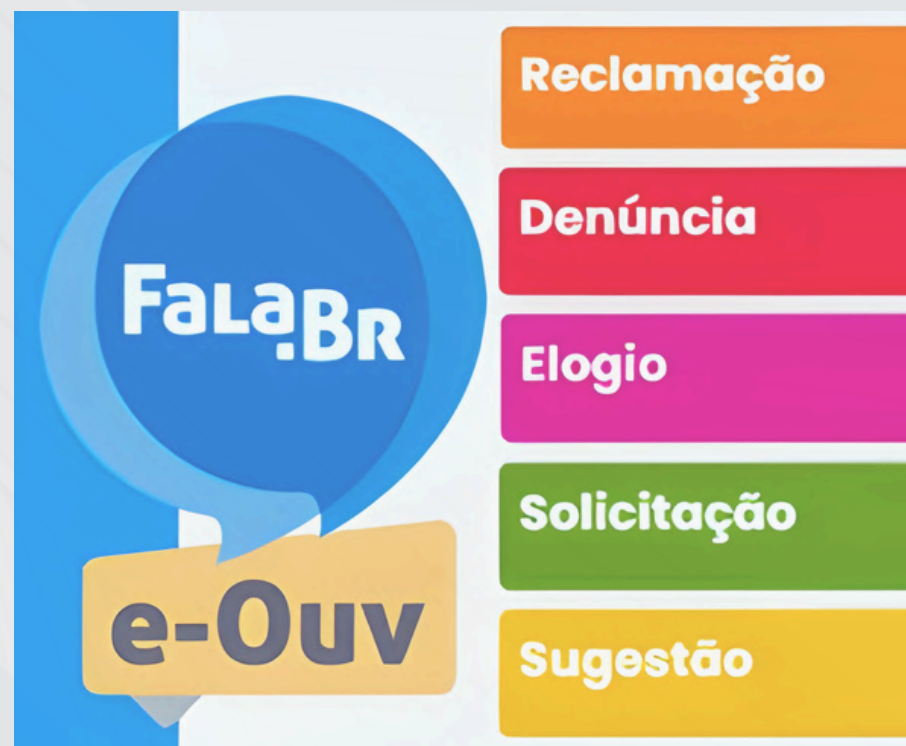 Fala.BR
e-Ouv
Reclamação
Denúncia
Elogio
Solicitação
Sugestão